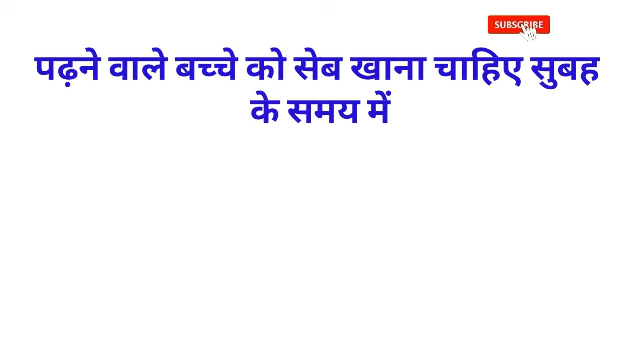 SUBSCRIBE
पढ़ने वाले बच्चे को सेब खाना चाहिए सुबह
के समय में